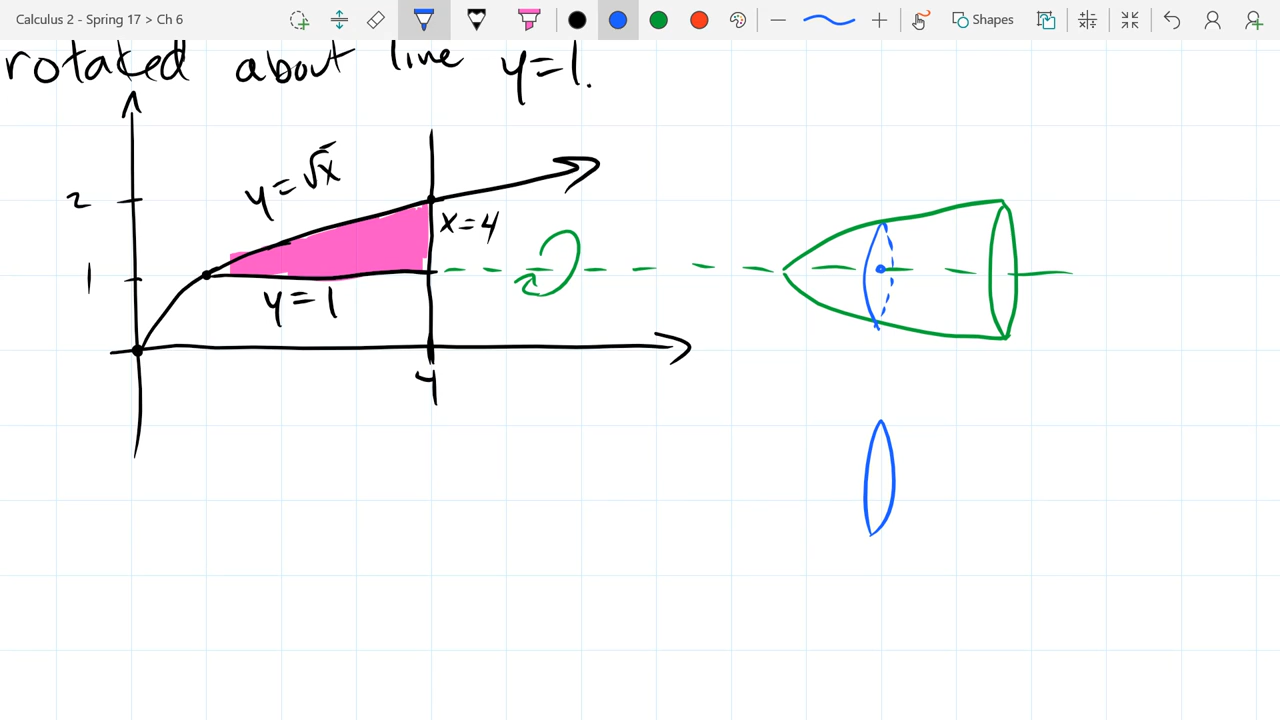 Calculus 2 - Spring 17 > Ch 6
Shapes
rotated about line y=1.
y=√x
2
x=4
1
y=1
4